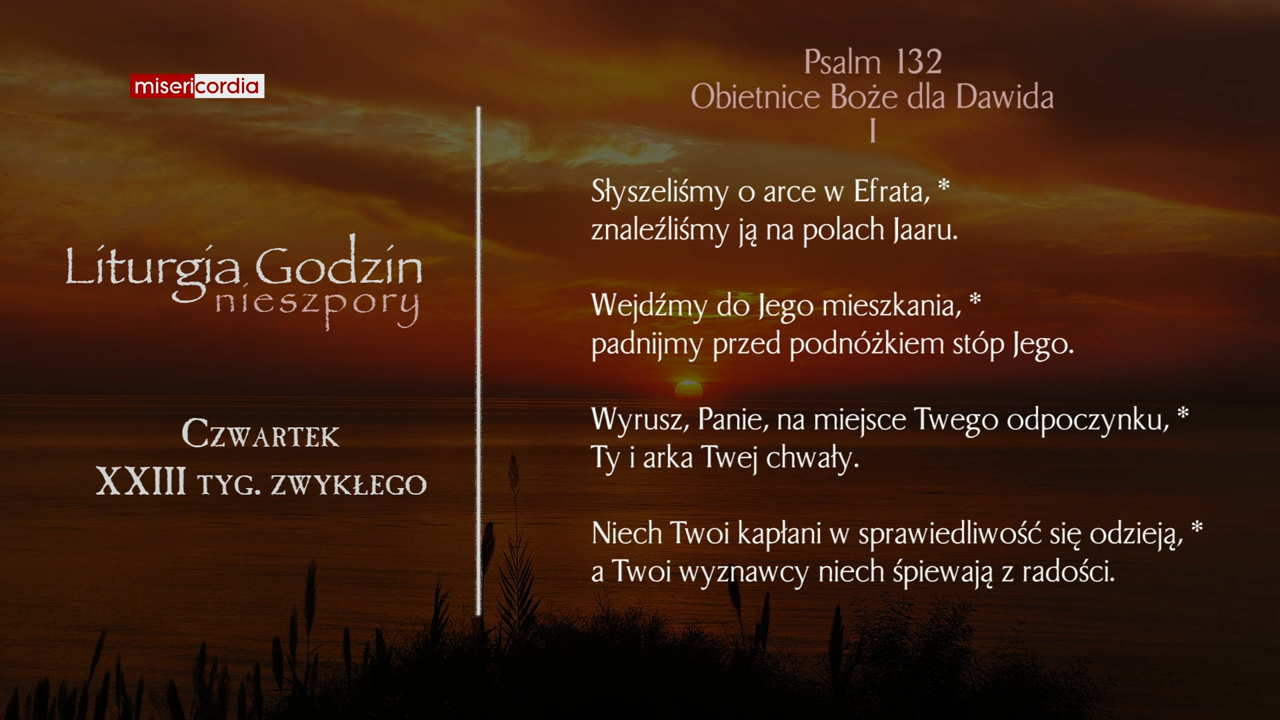 misericordia
Liturgia Godzin
nieszpory
Czwartek
XXIII tyg. zwykłego
Psalm 132
Obietnice Boże dla Dawida
I
Słyszeliśmy o arce w Efrata, *
znaleźliśmy ją na polach Jaaru.
Wejdźmy do Jego mieszkania, *
padnijmy przed podnóżkiem stóp Jego.
Wyrusz, Panie, na miejsce Twego odpoczynku, *
Ty i arka Twej chwały.
Niech Twoi kapłani w sprawiedliwość się odzieją, *
a Twoi wyznawcy niech śpiewają z radości.